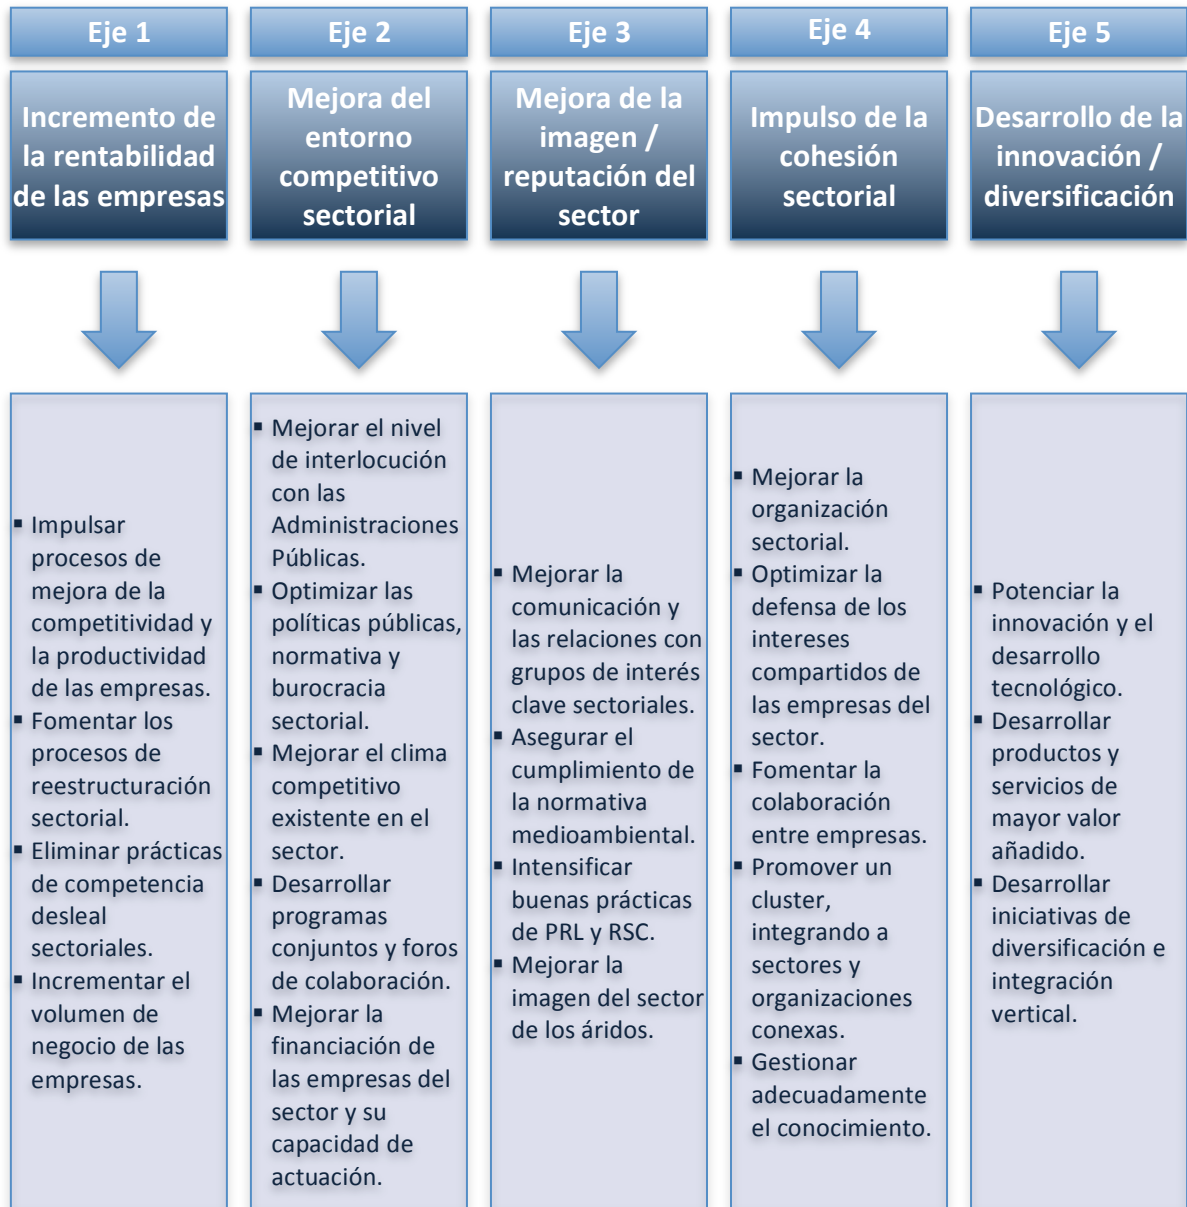 Eje 1
Incremento de
la rentabilidad
de las empresas
▪ Impulsar
procesos de
mejora de la
competitividad y
la productividad
de las empresas.
▪ Fomentar los
procesos de
reestructuración
sectorial.
▪ Eliminar prácticas
de competencia
desleal
sectoriales.
▪ Incrementar el
volumen de
negocio de las
empresas.
Eje 2
Mejora del
entorno
competitivo
sectorial
▪ Mejorar el nivel
de interlocución
con las
Administraciones
Públicas.
▪ Optimizar las
políticas públicas,
normativa y
burocracia
sectorial.
▪ Mejorar el clima
competitivo
existente en el
sector.
▪ Desarrollar
programas
conjuntos y foros
de colaboración.
▪ Mejorar la
financiación de
las empresas del
sector y su
capacidad de
actuación.
Eje 3
Mejora de la
imagen /
reputación del
sector
▪ Mejorar la
comunicación y
las relaciones con
grupos de interés
clave sectoriales.
▪ Asegurar el
cumplimiento de
la normativa
medioambiental.
▪ Intensificar
buenas prácticas
de PRL y RSC.
▪ Mejorar la
imagen del sector
de los áridos.
Eje 4
Impulso de la
cohesión
sectorial
▪ Mejorar la
organización
sectorial.
▪ Optimizar la
defensa de los
intereses
compartidos de
las empresas del
sector.
▪ Fomentar la
colaboración
entre empresas.
▪ Promover un
cluster,
integrando a
sectores y
organizaciones
conexas.
▪ Gestionar
adecuadamente
el conocimiento.
Eje 5
Desarrollo de la
innovación /
diversificación
▪ Potenciar la
innovación y el
desarrollo
tecnológico.
▪ Desarrollar
productos y
servicios de
mayor valor
añadido.
▪ Desarrollar
iniciativas de
diversificación e
integración
vertical.